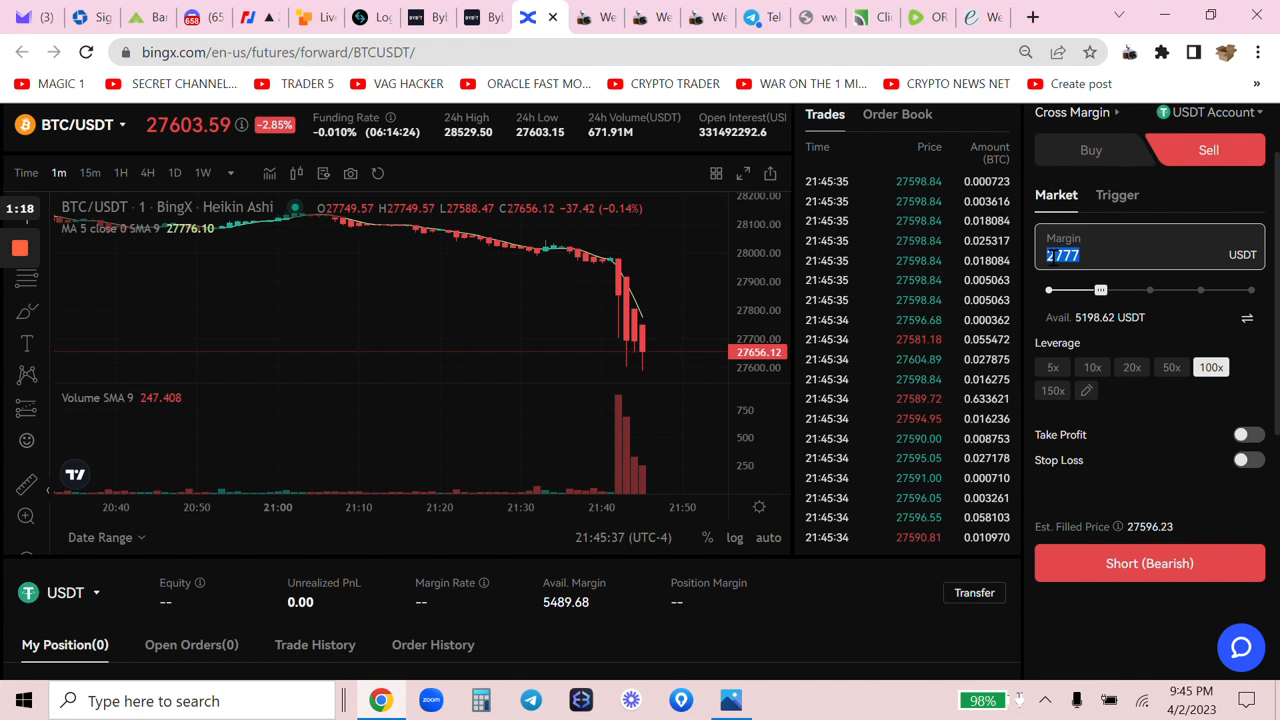 (3) Sig Ba 658 (65 ▲ Live Log BYBIT Byl BYBIT Byl We We We Tel ww Clic OR We
bingx.com/en-us/futures/forward/BTCUSDT/
MAGIC 1 SECRET CHANNEL... TRADER 5 VAG HACKER ORACLE FAST MO... CRYPTO TRADER WAR ON THE 1 MI... CRYPTO NEWS NET Create post »
BTC/USDT 27603.59 -2.85%
Funding Rate 24h High 24h Low 24h Volume(USDT) Open Interest(USI
-0.010% (06:14:24) 28529.50 27603.15 671.91M 331492292.6
Time 1m 15m 1H 4H 1D 1W
1:18
BTC/USDT · 1 · BingX · Heikin Ashi O27749.57 H27749.57 L27588.47 C27656.12 -37.42 (-0.14%)
MA 5 close 0 SMA 9 27776.10
28200.00
28100.00
28000.00
27900.00
27800.00
27700.00
27656.12
27600.00
Volume SMA 9 247.408
750
500
250
20:40 20:50 21:00 21:10 21:20 21:30 21:40 21:50
Date Range 21:45:37 (UTC-4) % log auto
Trades Order Book
Time Price Amount
(BTC)
21:45:35 27598.84 0.000723
21:45:35 27598.84 0.003616
21:45:35 27598.84 0.018084
21:45:35 27598.84 0.025317
21:45:35 27598.84 0.018084
21:45:35 27598.84 0.005063
21:45:35 27598.84 0.005063
21:45:34 27596.68 0.000362
21:45:34 27581.18 0.055472
21:45:34 27604.89 0.027875
21:45:34 27598.84 0.016275
21:45:34 27589.72 0.633621
21:45:34 27594.95 0.016236
21:45:34 27590.00 0.008753
21:45:34 27595.05 0.027178
21:45:34 27591.00 0.000710
21:45:34 27596.05 0.003261
21:45:34 27596.55 0.058103
21:45:34 27590.81 0.010970
Cross Margin USDT Account
Buy Sell
Market Trigger
Margin
2777 USDT
Avail. 5198.62 USDT
Leverage
5x 10x 20x 50x 100x
150x
Take Profit
Stop Loss
Est. Filled Price 27596.23
Short (Bearish)
USDT
Equity Unrealized PnL Margin Rate Avail. Margin Position Margin
-- 0.00 -- 5489.68 --
Transfer
My Position(0) Open Orders(0) Trade History Order History
Type here to search
zoom
98%
9:45 PM
4/2/2023